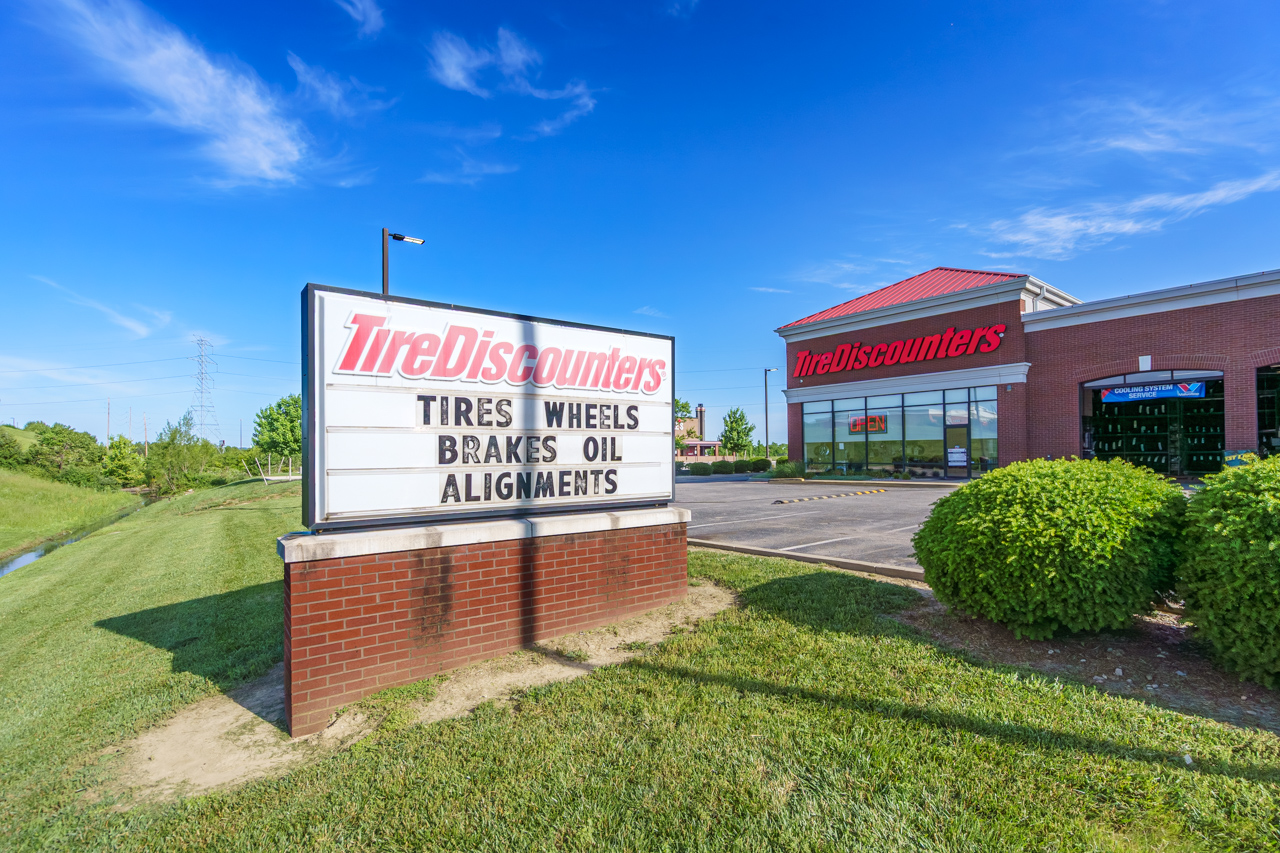 TireDiscounters
TIRES WHEELS
BRAKES OIL
ALIGNMENTS
TireDiscounters
OPEN
COOLING SYSTEM
SERVICE